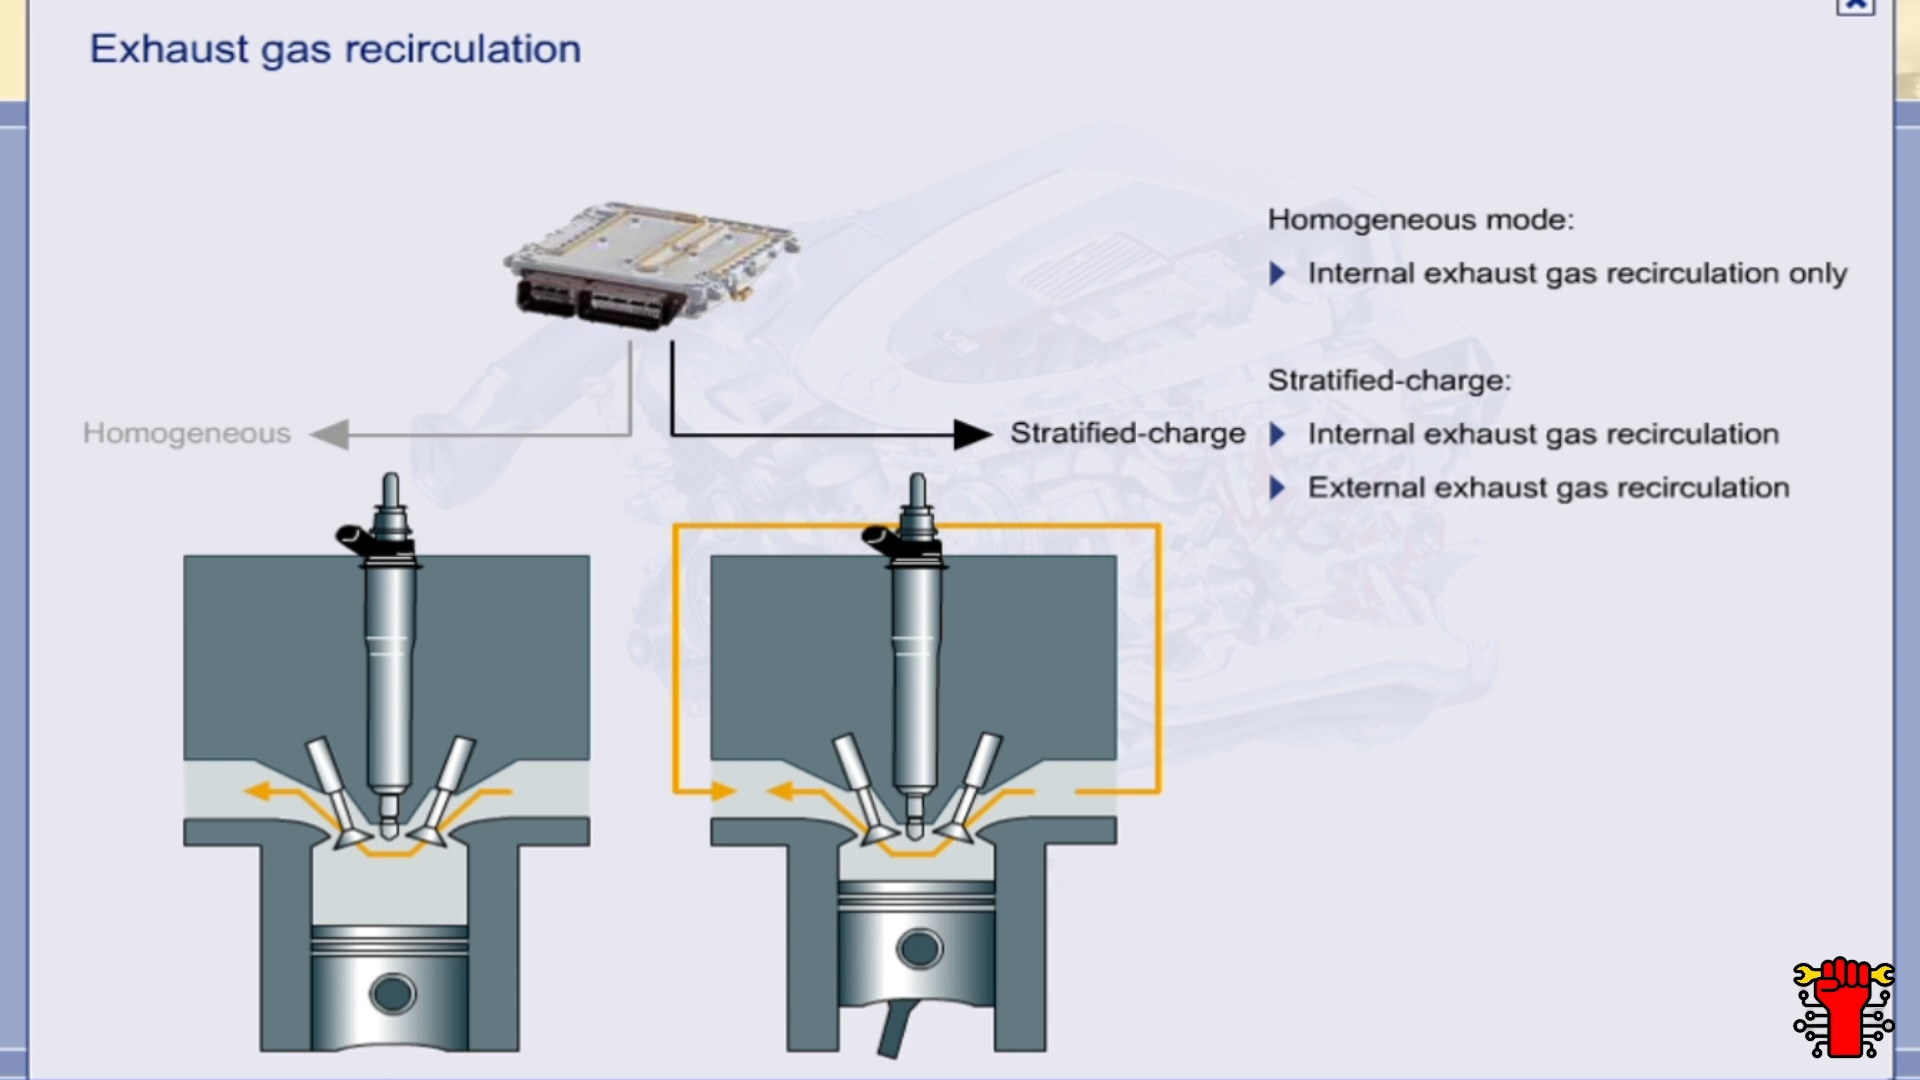 Exhaust gas recirculation
Homogeneous mode:
Internal exhaust gas recirculation only
Stratified-charge:
Homogeneous
Stratified-charge
Internal exhaust gas recirculation
External exhaust gas recirculation